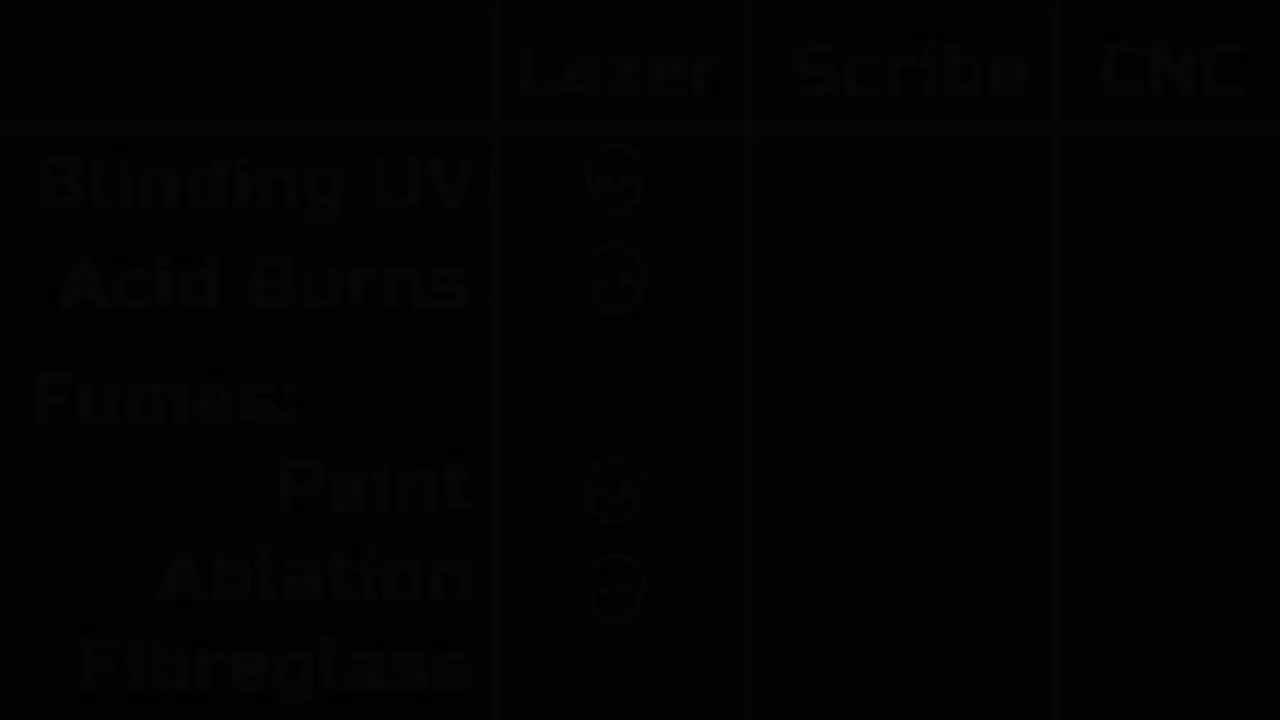 Lazer Scribe CNC
Blinding UV
Acid Burns
Fumes:
Paint
Ablation
Fibreglass